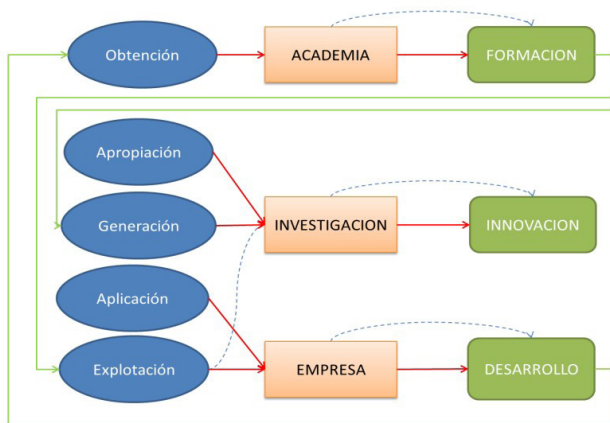 Obtención
ACADEMIA
FORMACION
Apropiación
Generación
INVESTIGACION
INNOVACION
Aplicación
Explotación
EMPRESA
DESARROLLO